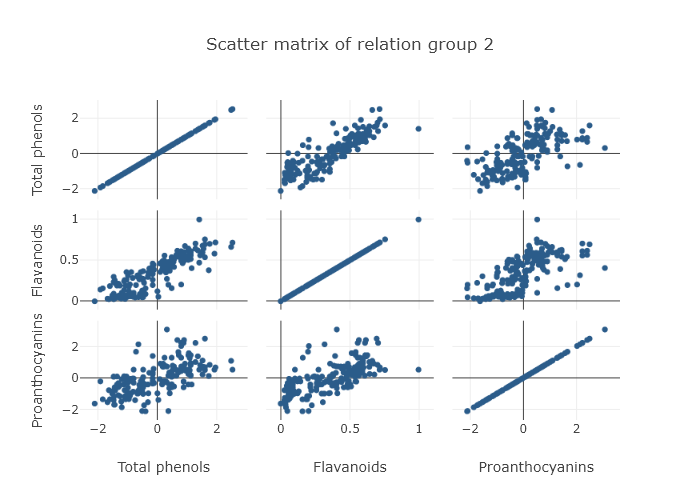 Scatter matrix of relation group 2
Total phenols
2
0
−2
Flavanoids
1
0.5
0
Proanthocyanins
2
0
−2
−2 0 2 0 0.5 1 −2 0 2
Total phenols Flavanoids Proanthocyanins